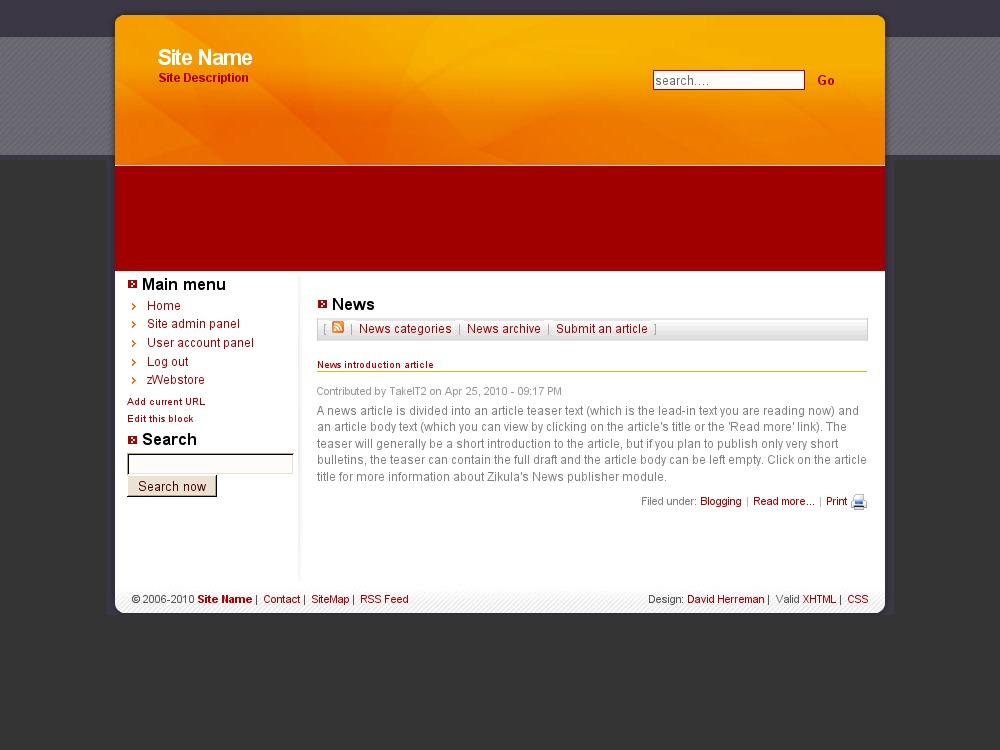 Site Name
Site Description
search.... Go
Main menu
Home
Site admin panel
User account panel
Log out
zWebstore
Add current URL
Edit this block
Search
Search now
News
[ | News categories | News archive | Submit an article ]
News introduction article
Contributed by TakeIT2 on Apr 25, 2010 - 09:17 PM
A news article is divided into an article teaser text (which is the lead-in text you are reading now) and
an article body text (which you can view by clicking on the article's title or the 'Read more' link). The
teaser will generally be a short introduction to the article, but if you plan to publish only very short
bulletins, the teaser can contain the full draft and the article body can be left empty. Click on the article
title for more information about Zikula's News publisher module.
Filed under: Blogging | Read more... | Print
© 2006-2010 Site Name | Contact | SiteMap | RSS Feed
Design: David Herreman | Valid XHTML | CSS